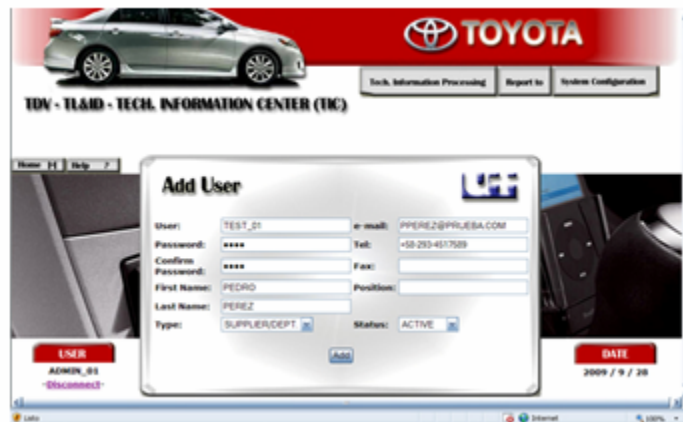 TOYOTA
Tech. Information Processing Report to System Configuration
TDV - TL&ID - TECH. INFORMATION CENTER (TIC)
Home H Help ?
Add User
User: TEST_01 e-mail: PPEREZ@PRUEBA.COM
Password: •••• Tel: +58-293-4517589
Confirm Password: •••• Fax:
First Name: PEDRO Position:
Last Name: PEREZ
Type: SUPPLIER/DEPT. Status: ACTIVE
Add
USER
ADMIN_01
-Disconnect-
DATE
2009 / 9 / 28
Listo Internet 100%